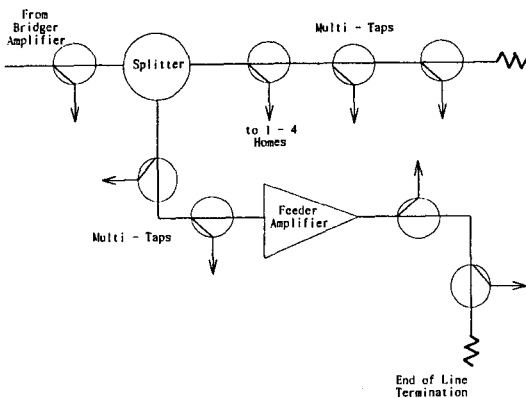 From
Bridger
Amplifier
Multi - Taps
Splitter
to 1 - 4
Homes
Feeder
Amplifier
Multi - Taps
End of Line
Termination